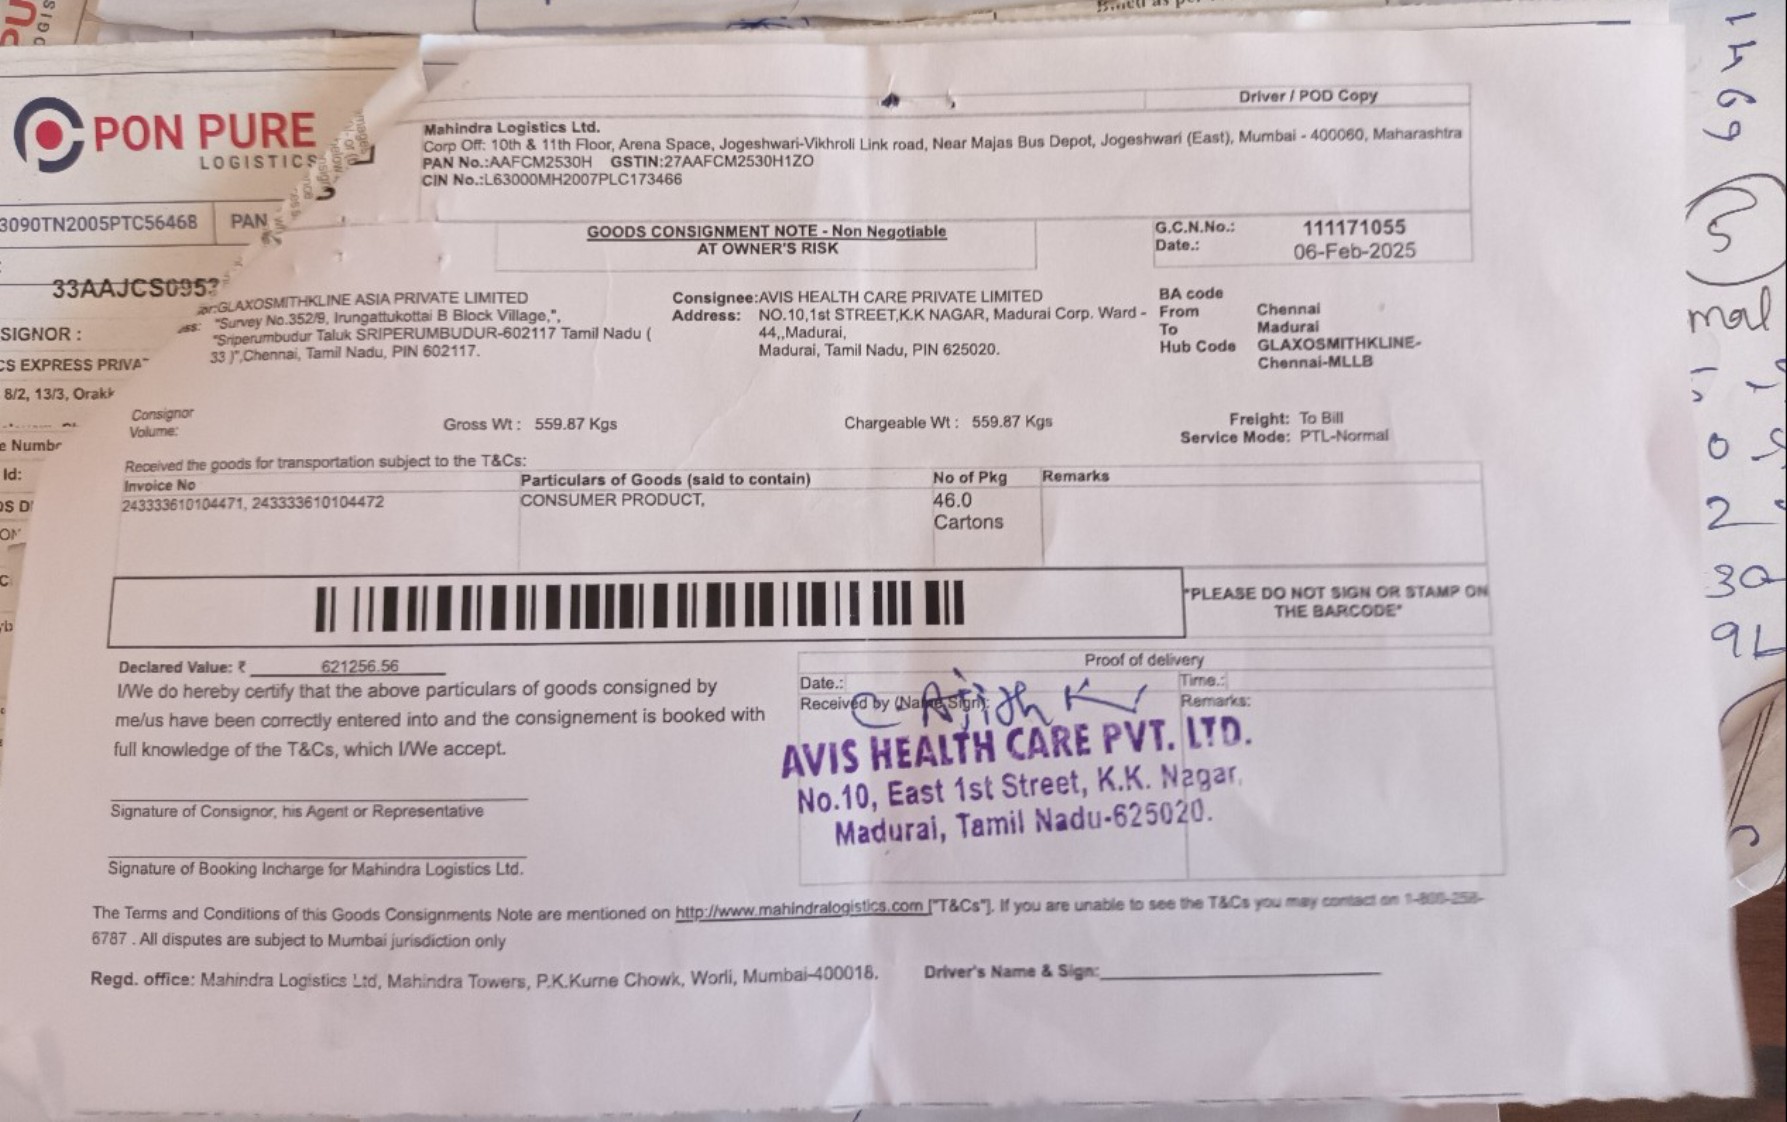 PON PURE
LOGISTICS
3090TN2005PTC56468 PAN
SIGNOR :
8/2, 13/3,
Id:
Driver / POD Copy
Mahindra Logistics Ltd.
Corp Off: 10th & 11th Floor, Arena Space, Jogeshwari-Vikhroli Link road, Near Majas Bus Depot, Jogeshwari (East), Mumbai - 400060, Maharashtra
PAN No.:AAFCM2530H GSTIN:27AAFCM2530H1ZO
CIN No.:L63000MH2007PLC173466
GOODS CONSIGNMENT NOTE - Non Negotiable
AT OWNER'S RISK
G.C.N.No.: 111171055
Date.: 06-Feb-2025
GLAXOSMITHKLINE ASIA PRIVATE LIMITED
"Survey No.352/9, Irungattukottai B Block Village,",
"Sriperumbudur Taluk SRIPERUMBUDUR-602117 Tamil Nadu (
33 )",Chennai, Tamil Nadu, PIN 602117.
Consignee:AVIS HEALTH CARE PRIVATE LIMITED
Address: NO.10,1st STREET,K.K NAGAR, Madurai Corp. Ward -
44,,Madurai,
Madurai, Tamil Nadu, PIN 625020.
BA code
From Chennai
To Madurai
Hub Code GLAXOSMITHKLINE-
Chennai-MLLB
Consignor
Volume:
Gross Wt : 559.87 Kgs
Chargeable Wt : 559.87 Kgs
Freight: To Bill
Service Mode: PTL-Normal
Received the goods for transportation subject to the T&Cs:
Invoice No Particulars of Goods (said to contain) No of Pkg Remarks
243333610104471, 243333610104472 CONSUMER PRODUCT, 46.0
Cartons
*PLEASE DO NOT SIGN OR STAMP ON
THE BARCODE*
Declared Value: ₹ 621256.56
I/We do hereby certify that the above particulars of goods consigned by
me/us have been correctly entered into and the consignement is booked with
full knowledge of the T&Cs, which I/We accept.
Signature of Consignor, his Agent or Representative
Signature of Booking Incharge for Mahindra Logistics Ltd.
Proof of delivery
Date.: Time.:
Received by (Name Sign): Remarks:
Ajith K
AVIS HEALTH CARE PVT. LTD.
No.10, East 1st Street, K.K. Nagar,
Madurai, Tamil Nadu-625020.
The Terms and Conditions of this Goods Consignments Note are mentioned on http://www.mahindralogistics.com ["T&Cs"]. If you are unable to see the T&Cs you may contact on 1-800-258-
6787 . All disputes are subject to Mumbai jurisdiction only
Regd. office: Mahindra Logistics Ltd, Mahindra Towers, P.K.Kurne Chowk, Worli, Mumbai-400018. Driver's Name & Sign: